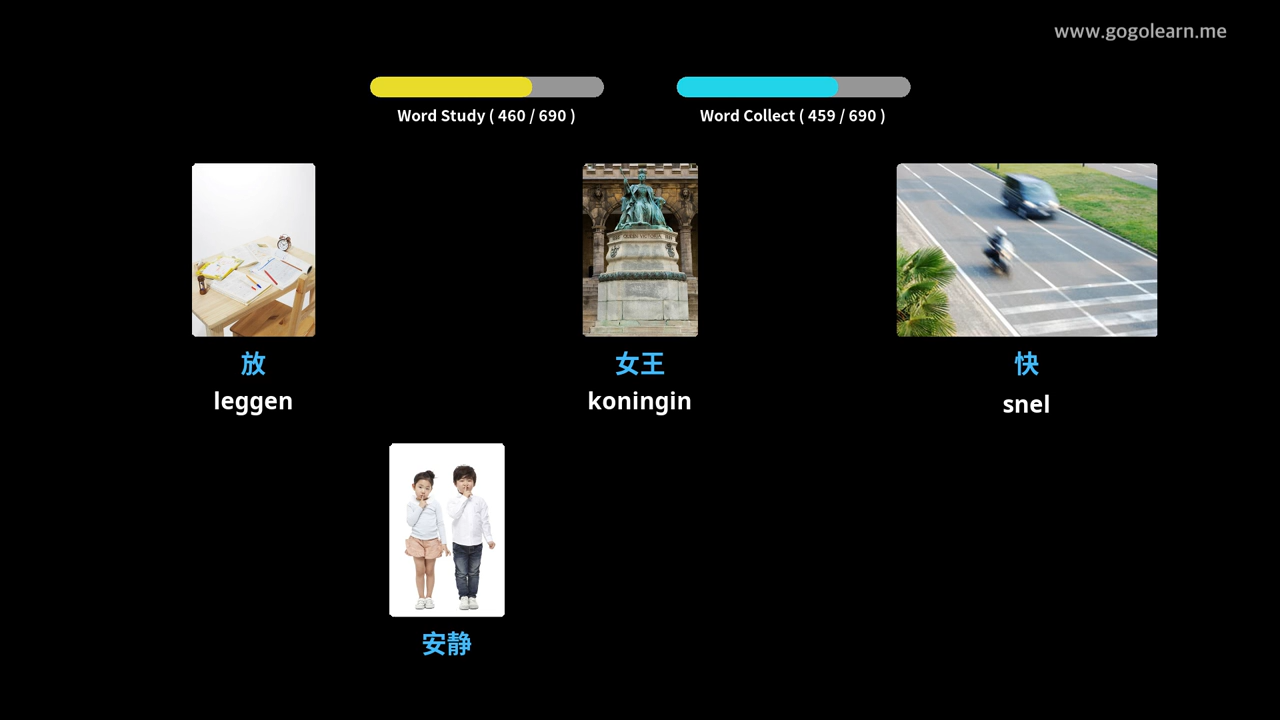 www.gogolearn.me
Word Study ( 460 / 690 )
Word Collect ( 459 / 690 )
放
leggen
女王
koningin
快
snel
安静